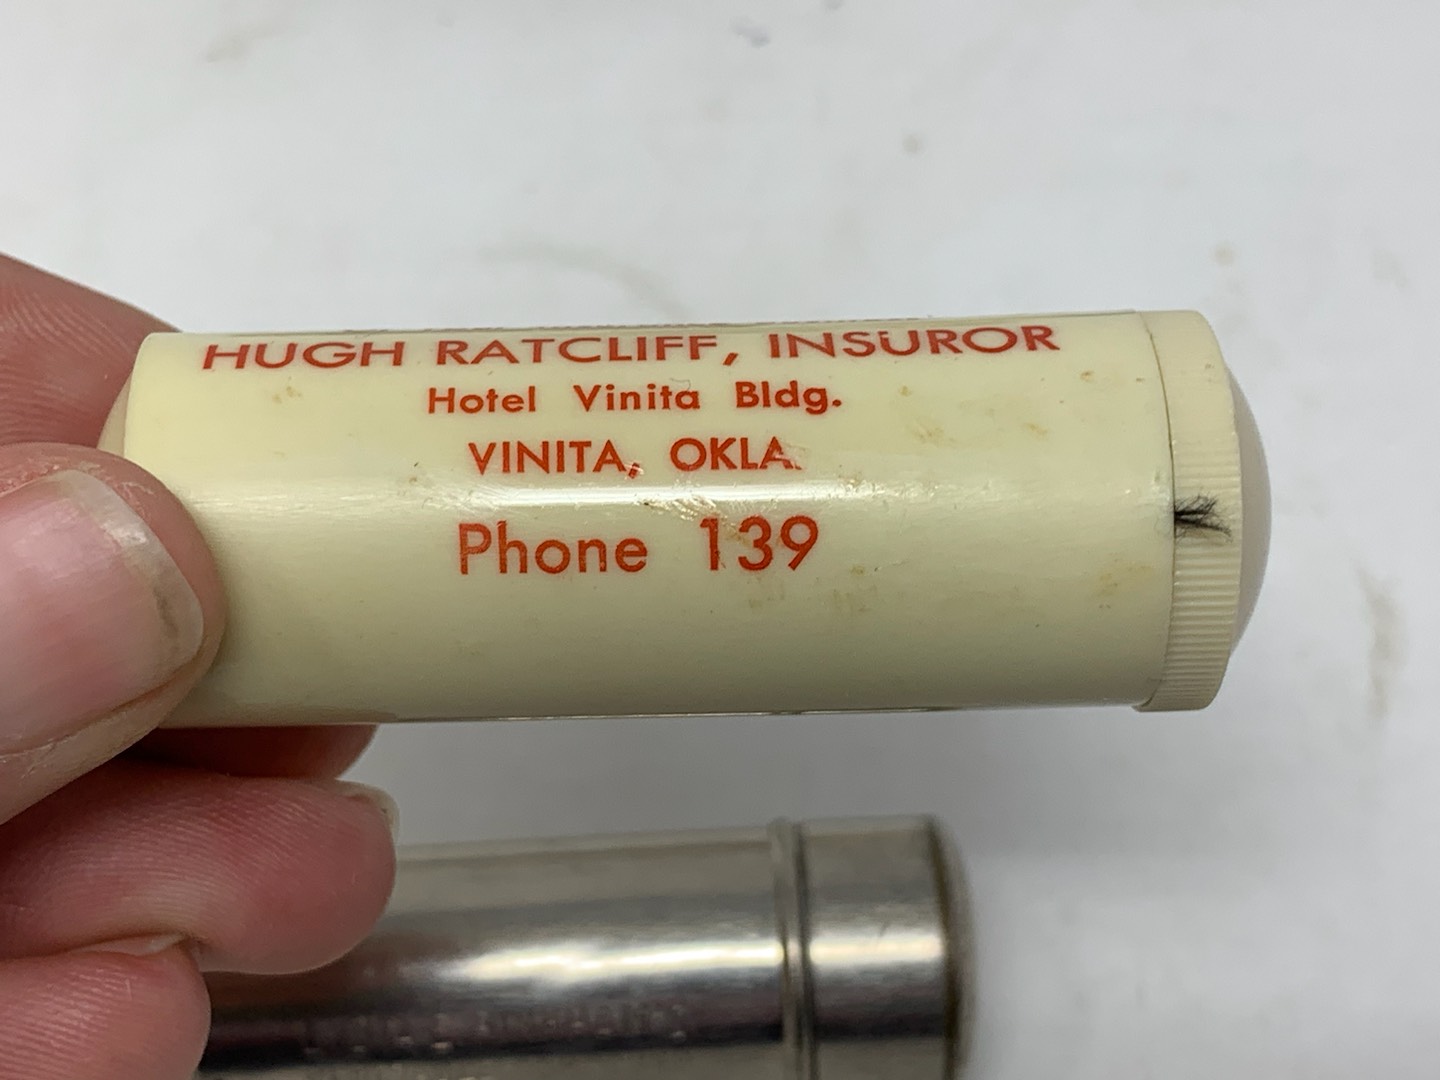 HUGH RATCLIFF, INSUROR
Hotel Vinita Bldg.
VINITA, OKLA.
Phone 139